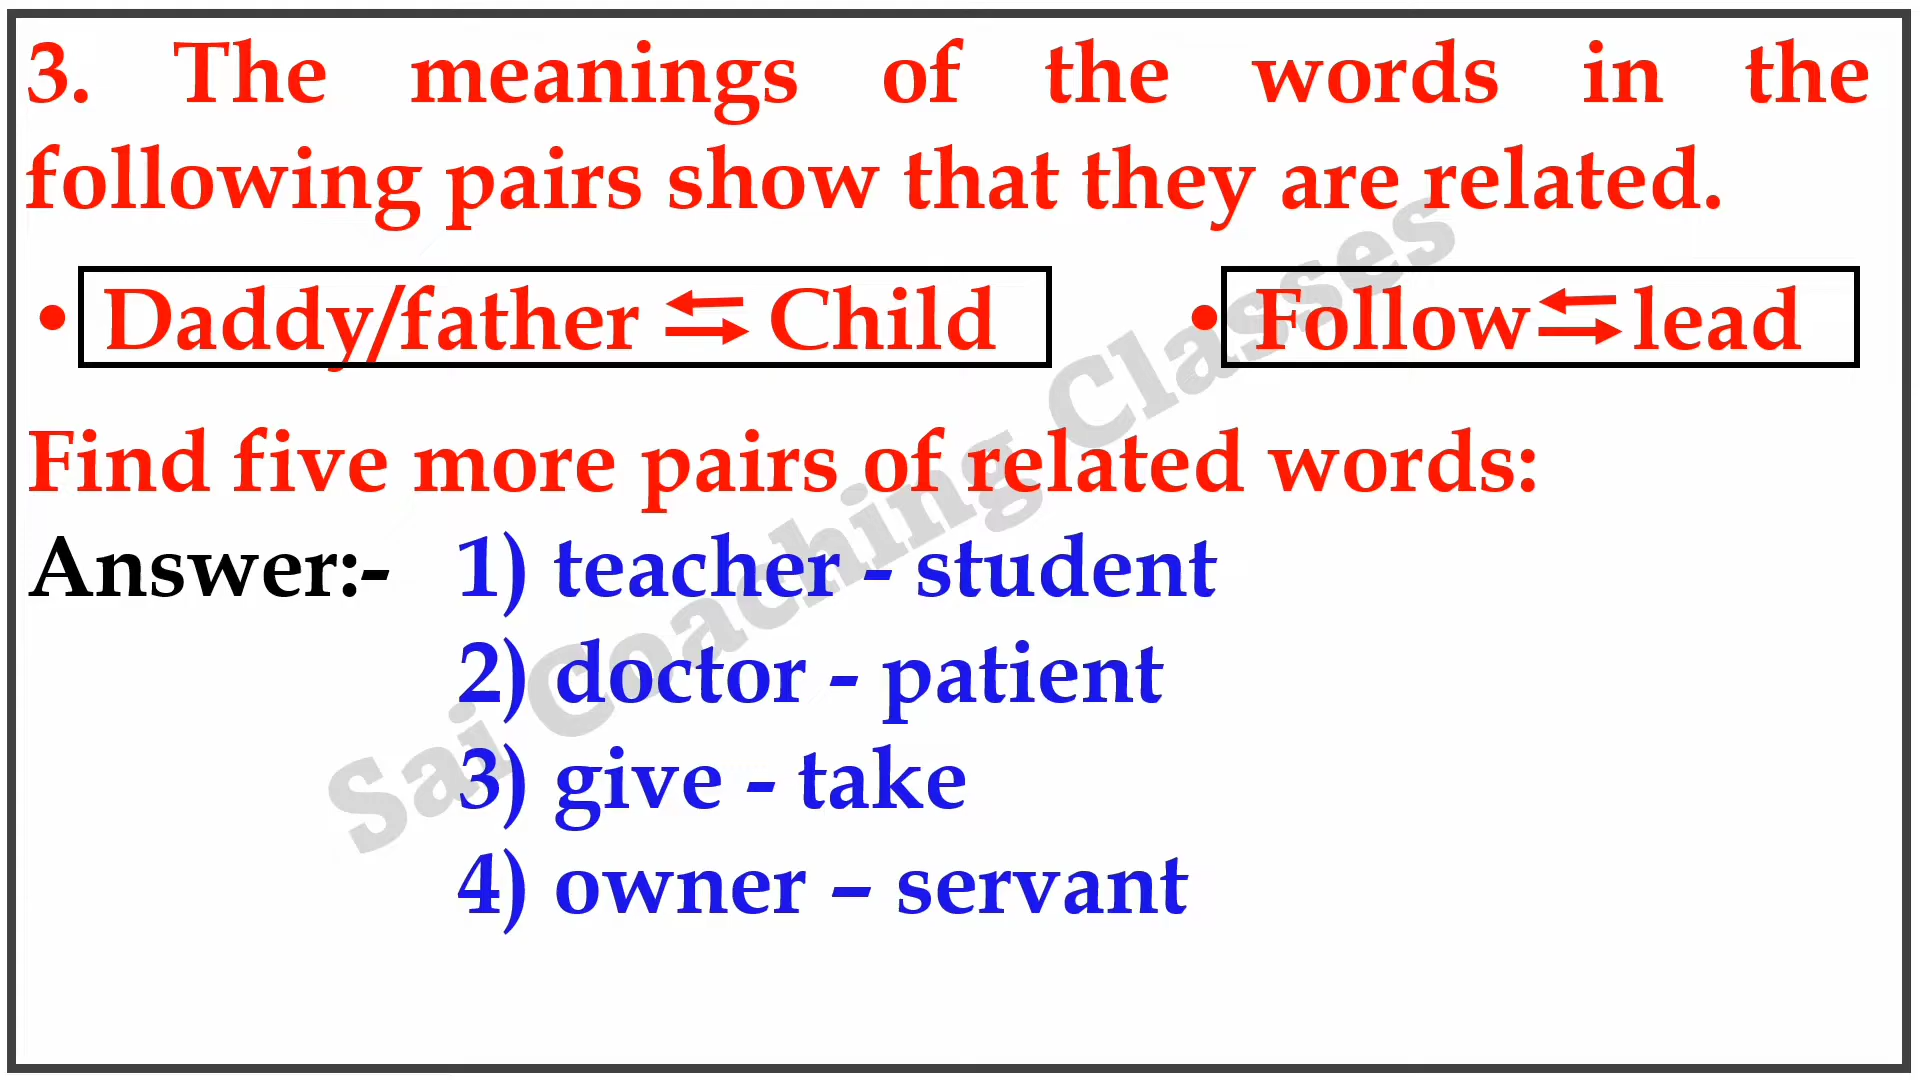 3. The meanings of the words in the
following pairs show that they are related.
• Daddy/father ⇆ Child • Follow ⇆ lead
Find five more pairs of related words:
Answer:- 1) teacher - student
2) doctor - patient
3) give - take
4) owner – servant
Sai Coaching Classes